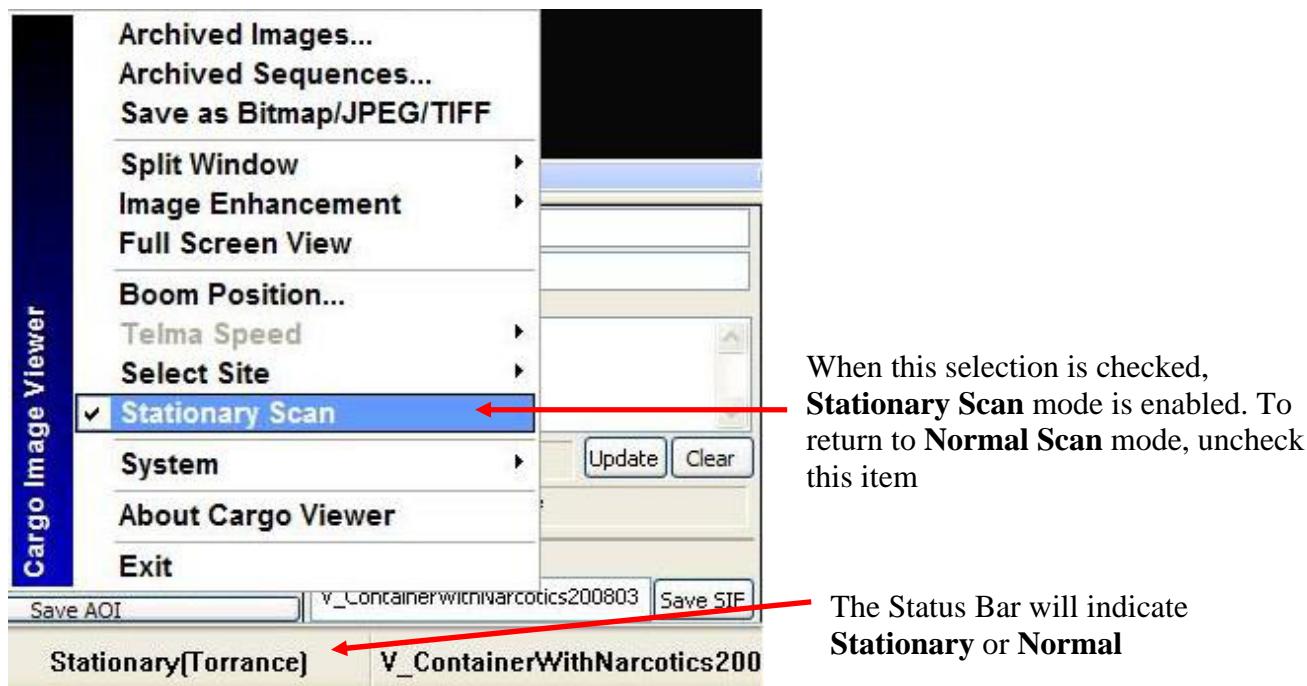 Cargo Image Viewer
Archived Images...
Archived Sequences...
Save as Bitmap/JPEG/TIFF
Split Window
Image Enhancement
Full Screen View
Boom Position...
Telma Speed
Select Site
Stationary Scan
System
About Cargo Viewer
Exit
Update
Clear
Save AOI
V_ContainerWithNarcotics200803
Save SIF
Stationary(Torrance)
V_ContainerWithNarcotics200
When this selection is checked,
Stationary Scan mode is enabled. To
return to Normal Scan mode, uncheck
this item
The Status Bar will indicate
Stationary or Normal